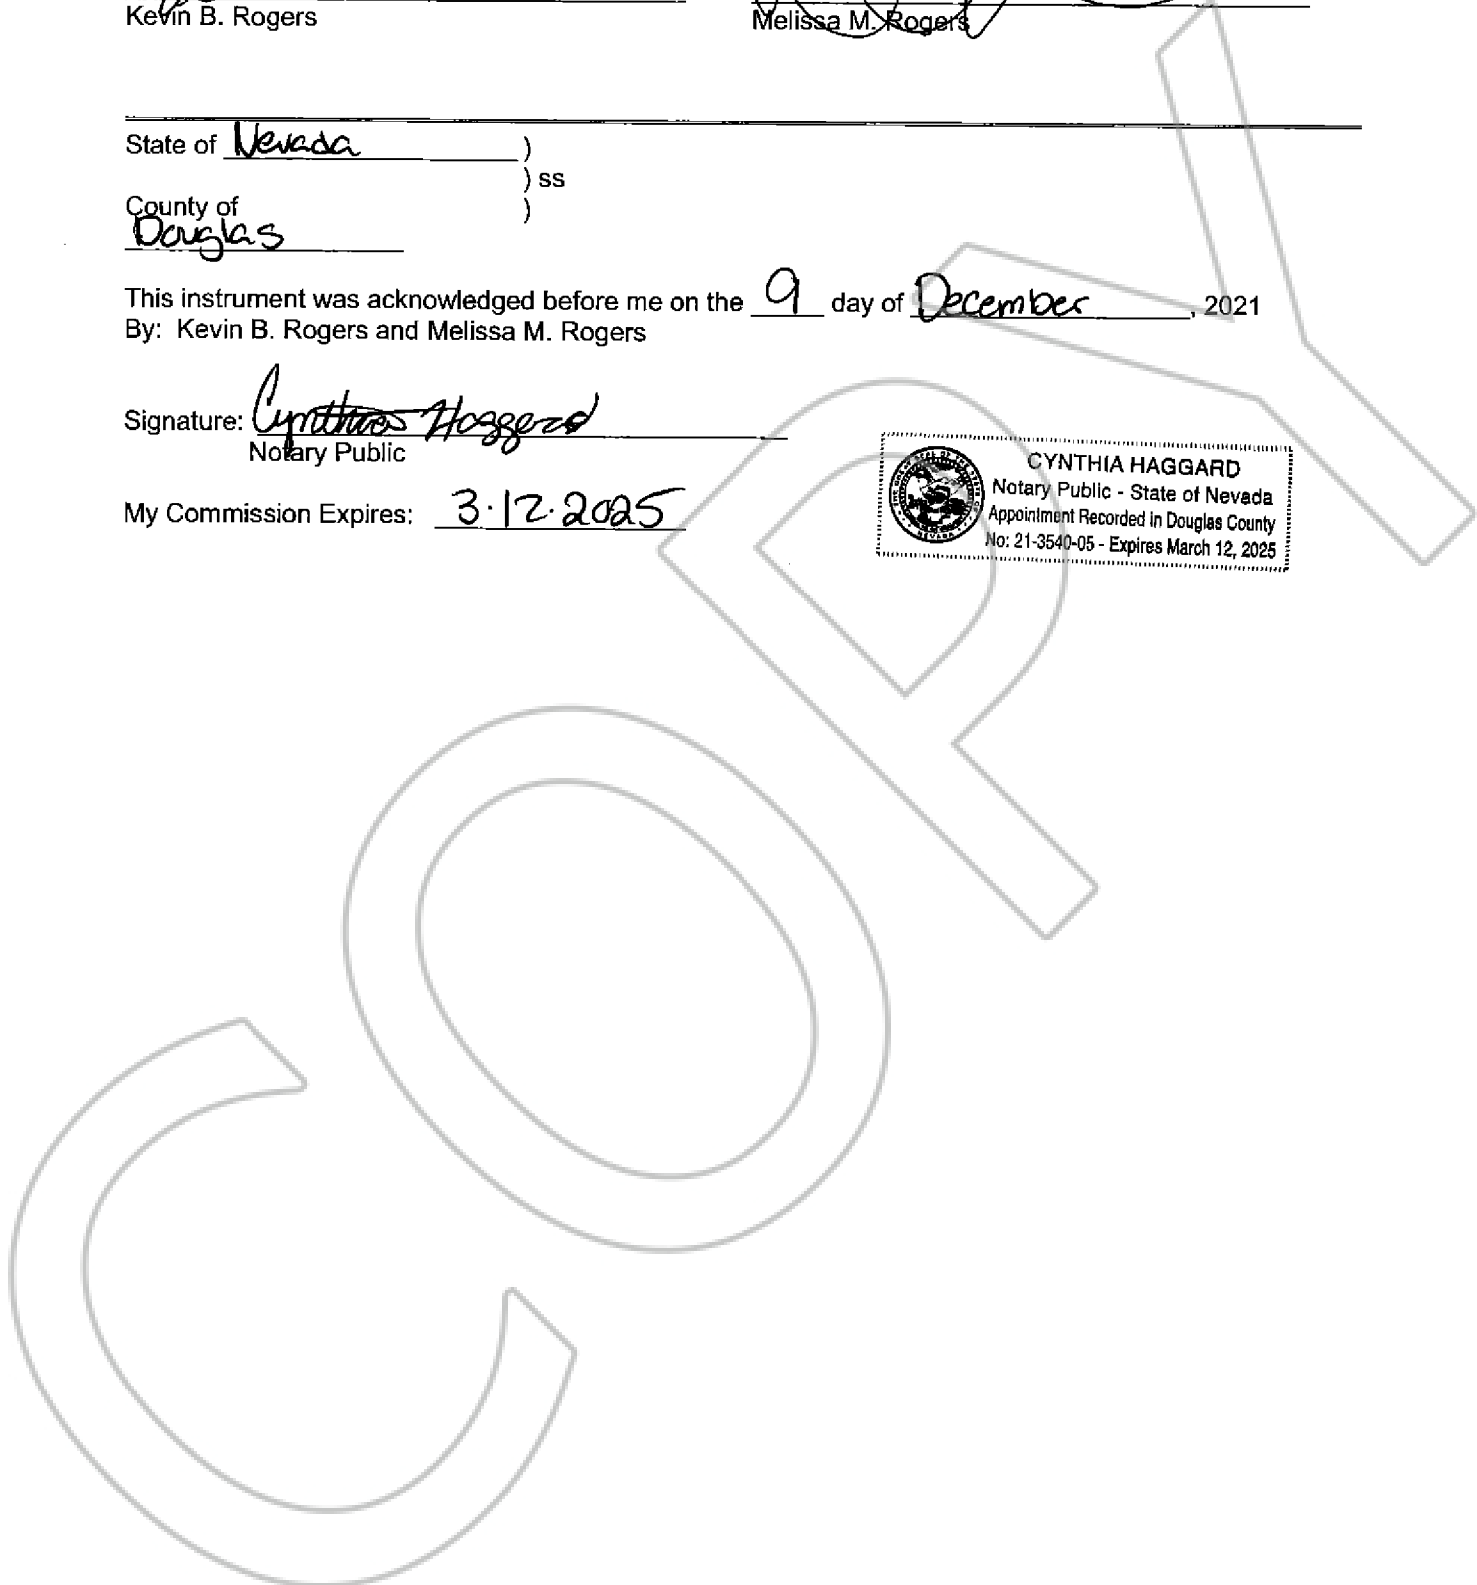 Kevin B. Rogers
Melissa M. Rogers
State of Nevada )
) ss
County of )
Douglas
This instrument was acknowledged before me on the 9 day of December, 2021
By: Kevin B. Rogers and Melissa M. Rogers
Signature: Cynthia Haggard
Notary Public
My Commission Expires: 3.12.2025
CYNTHIA HAGGARD
Notary Public - State of Nevada
Appointment Recorded in Douglas County
No: 21-3540-05 - Expires March 12, 2025
NEVADA
COPY